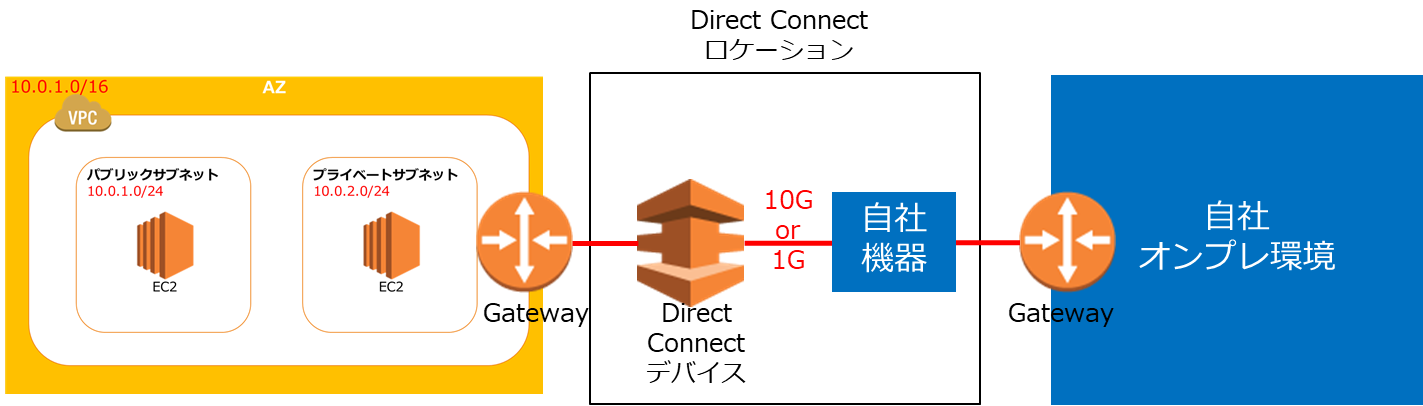 Direct Connect
ロケーション
10.0.1.0/16
AZ
VPC
パブリックサブネット
10.0.1.0/24
EC2
プライベートサブネット
10.0.2.0/24
EC2
Gateway
Direct
Connect
デバイス
10G
or
1G
自社
機器
Gateway
自社
オンプレ環境